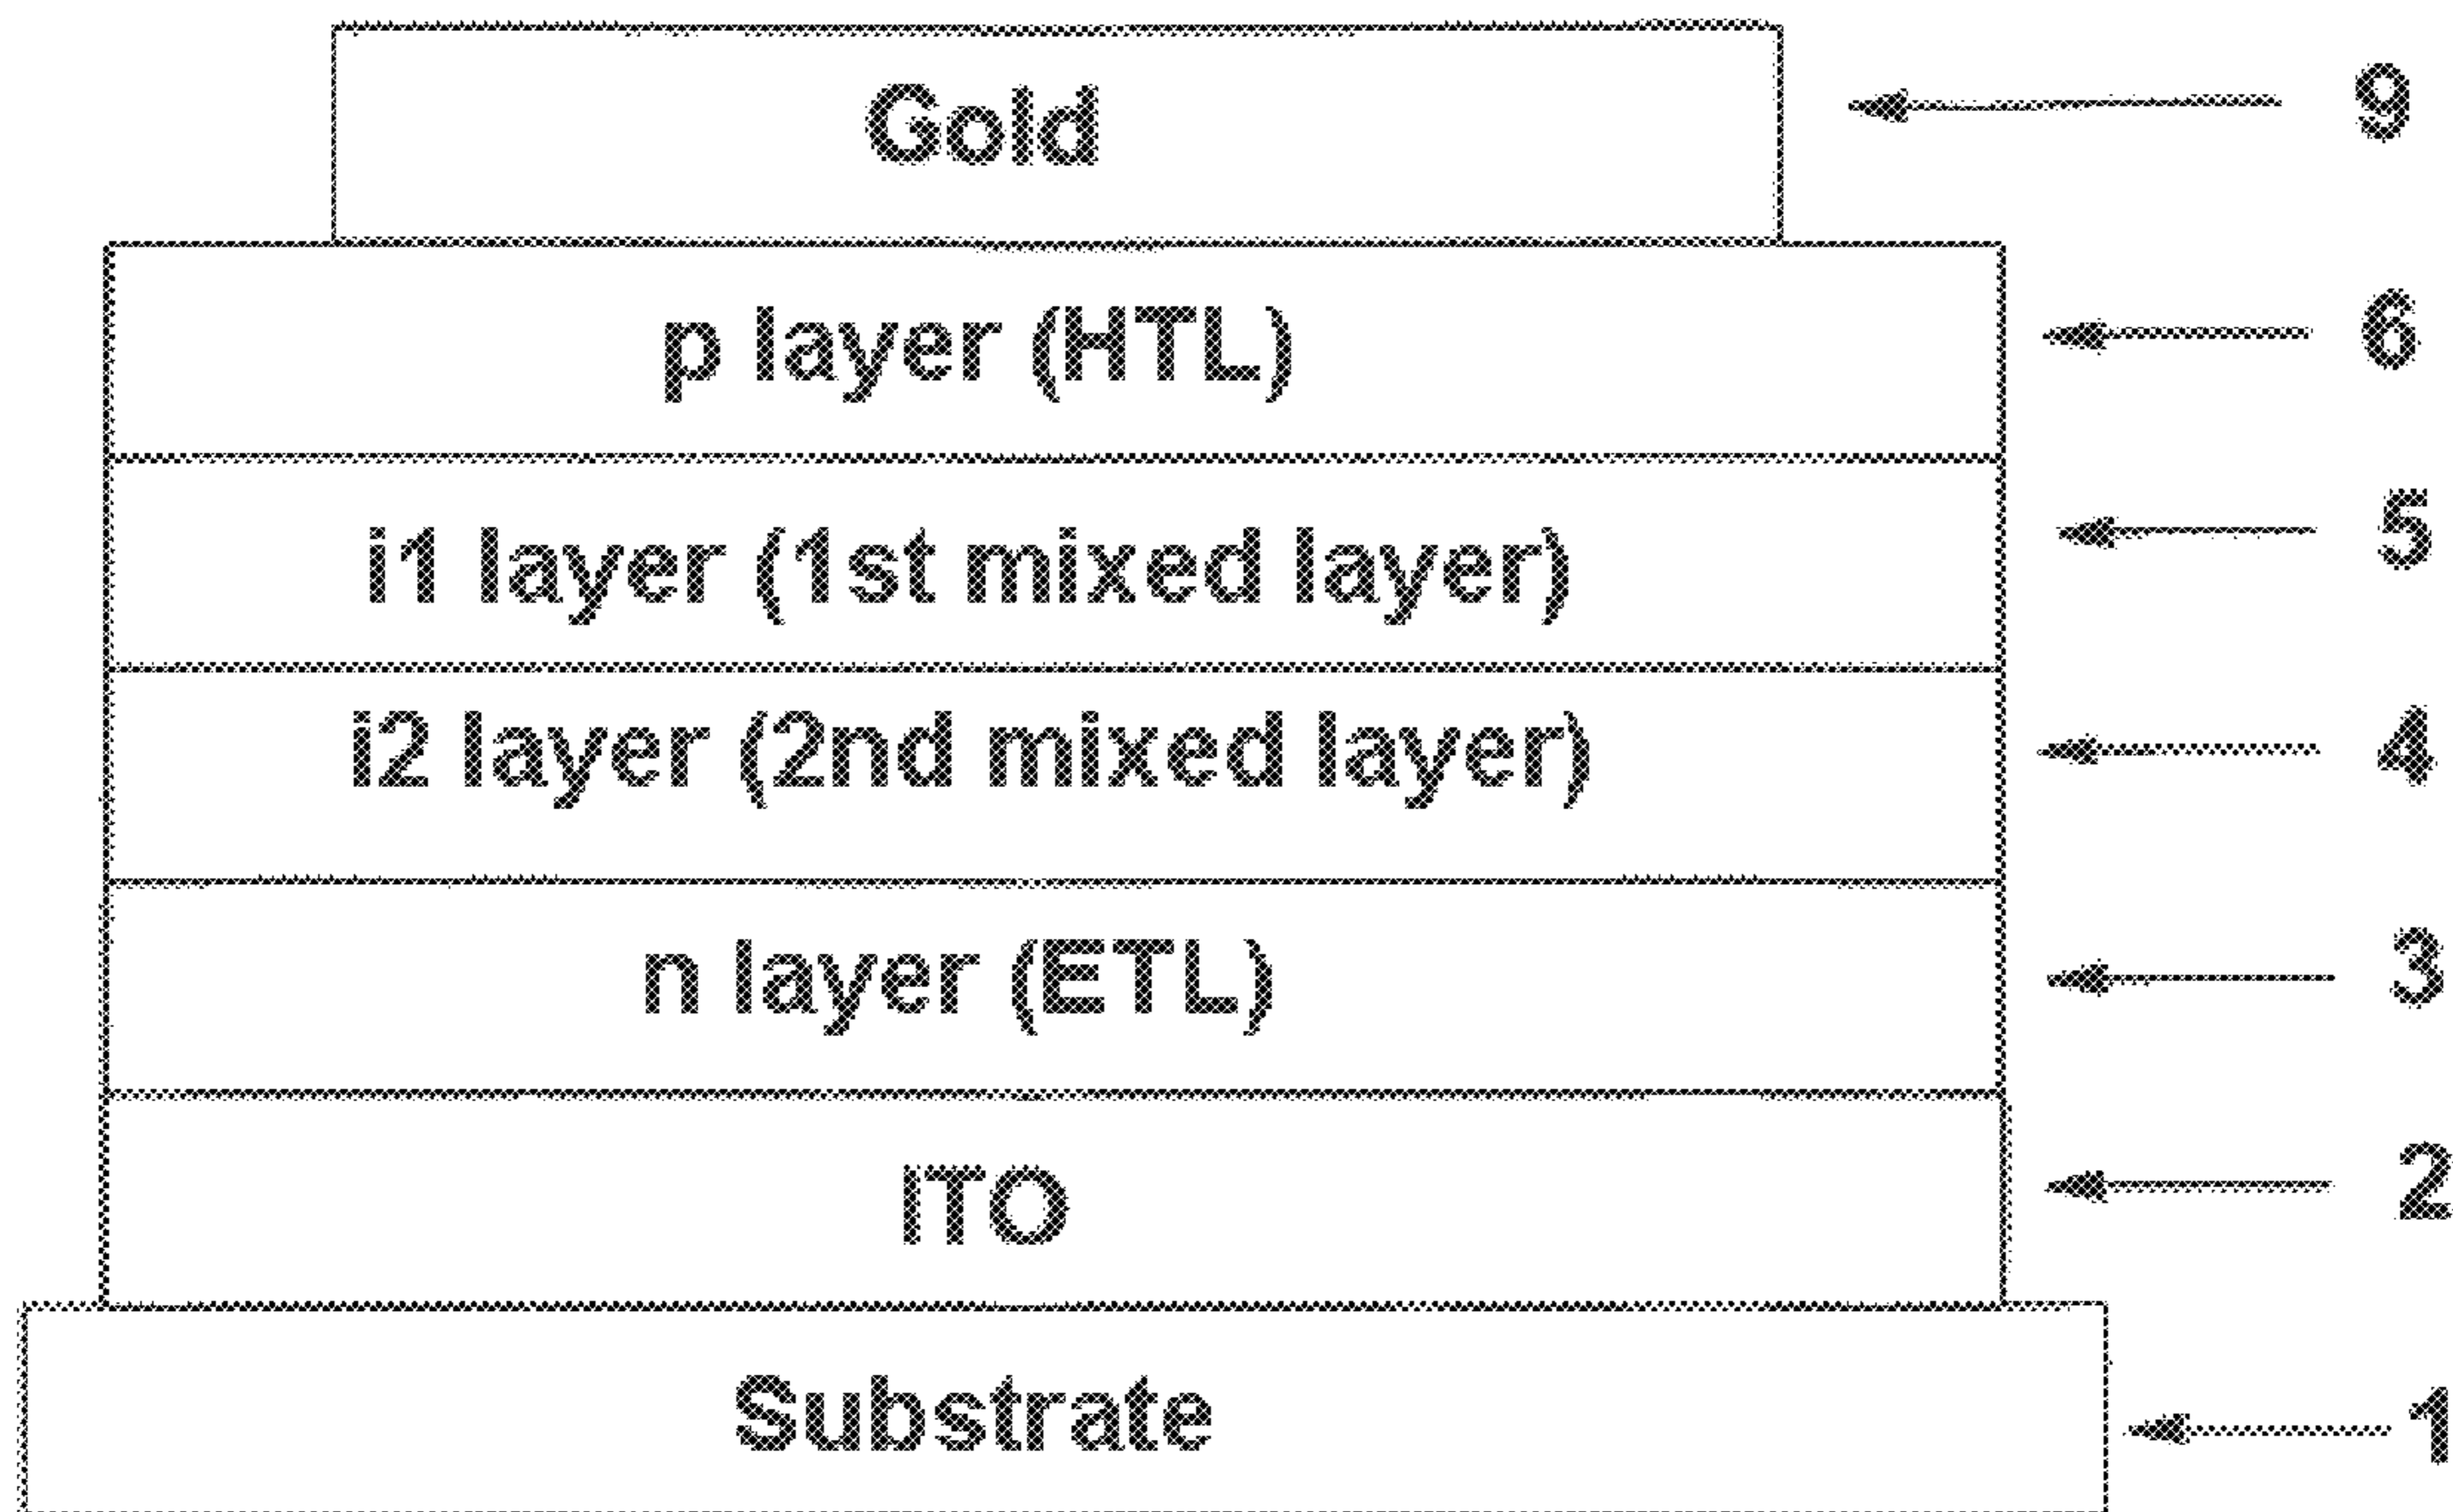 Gold 9
p layer (HTL) 6
i1 layer (1st mixed layer) 5
i2 layer (2nd mixed layer) 4
n layer (ETL) 3
ITO 2
Substrate 1